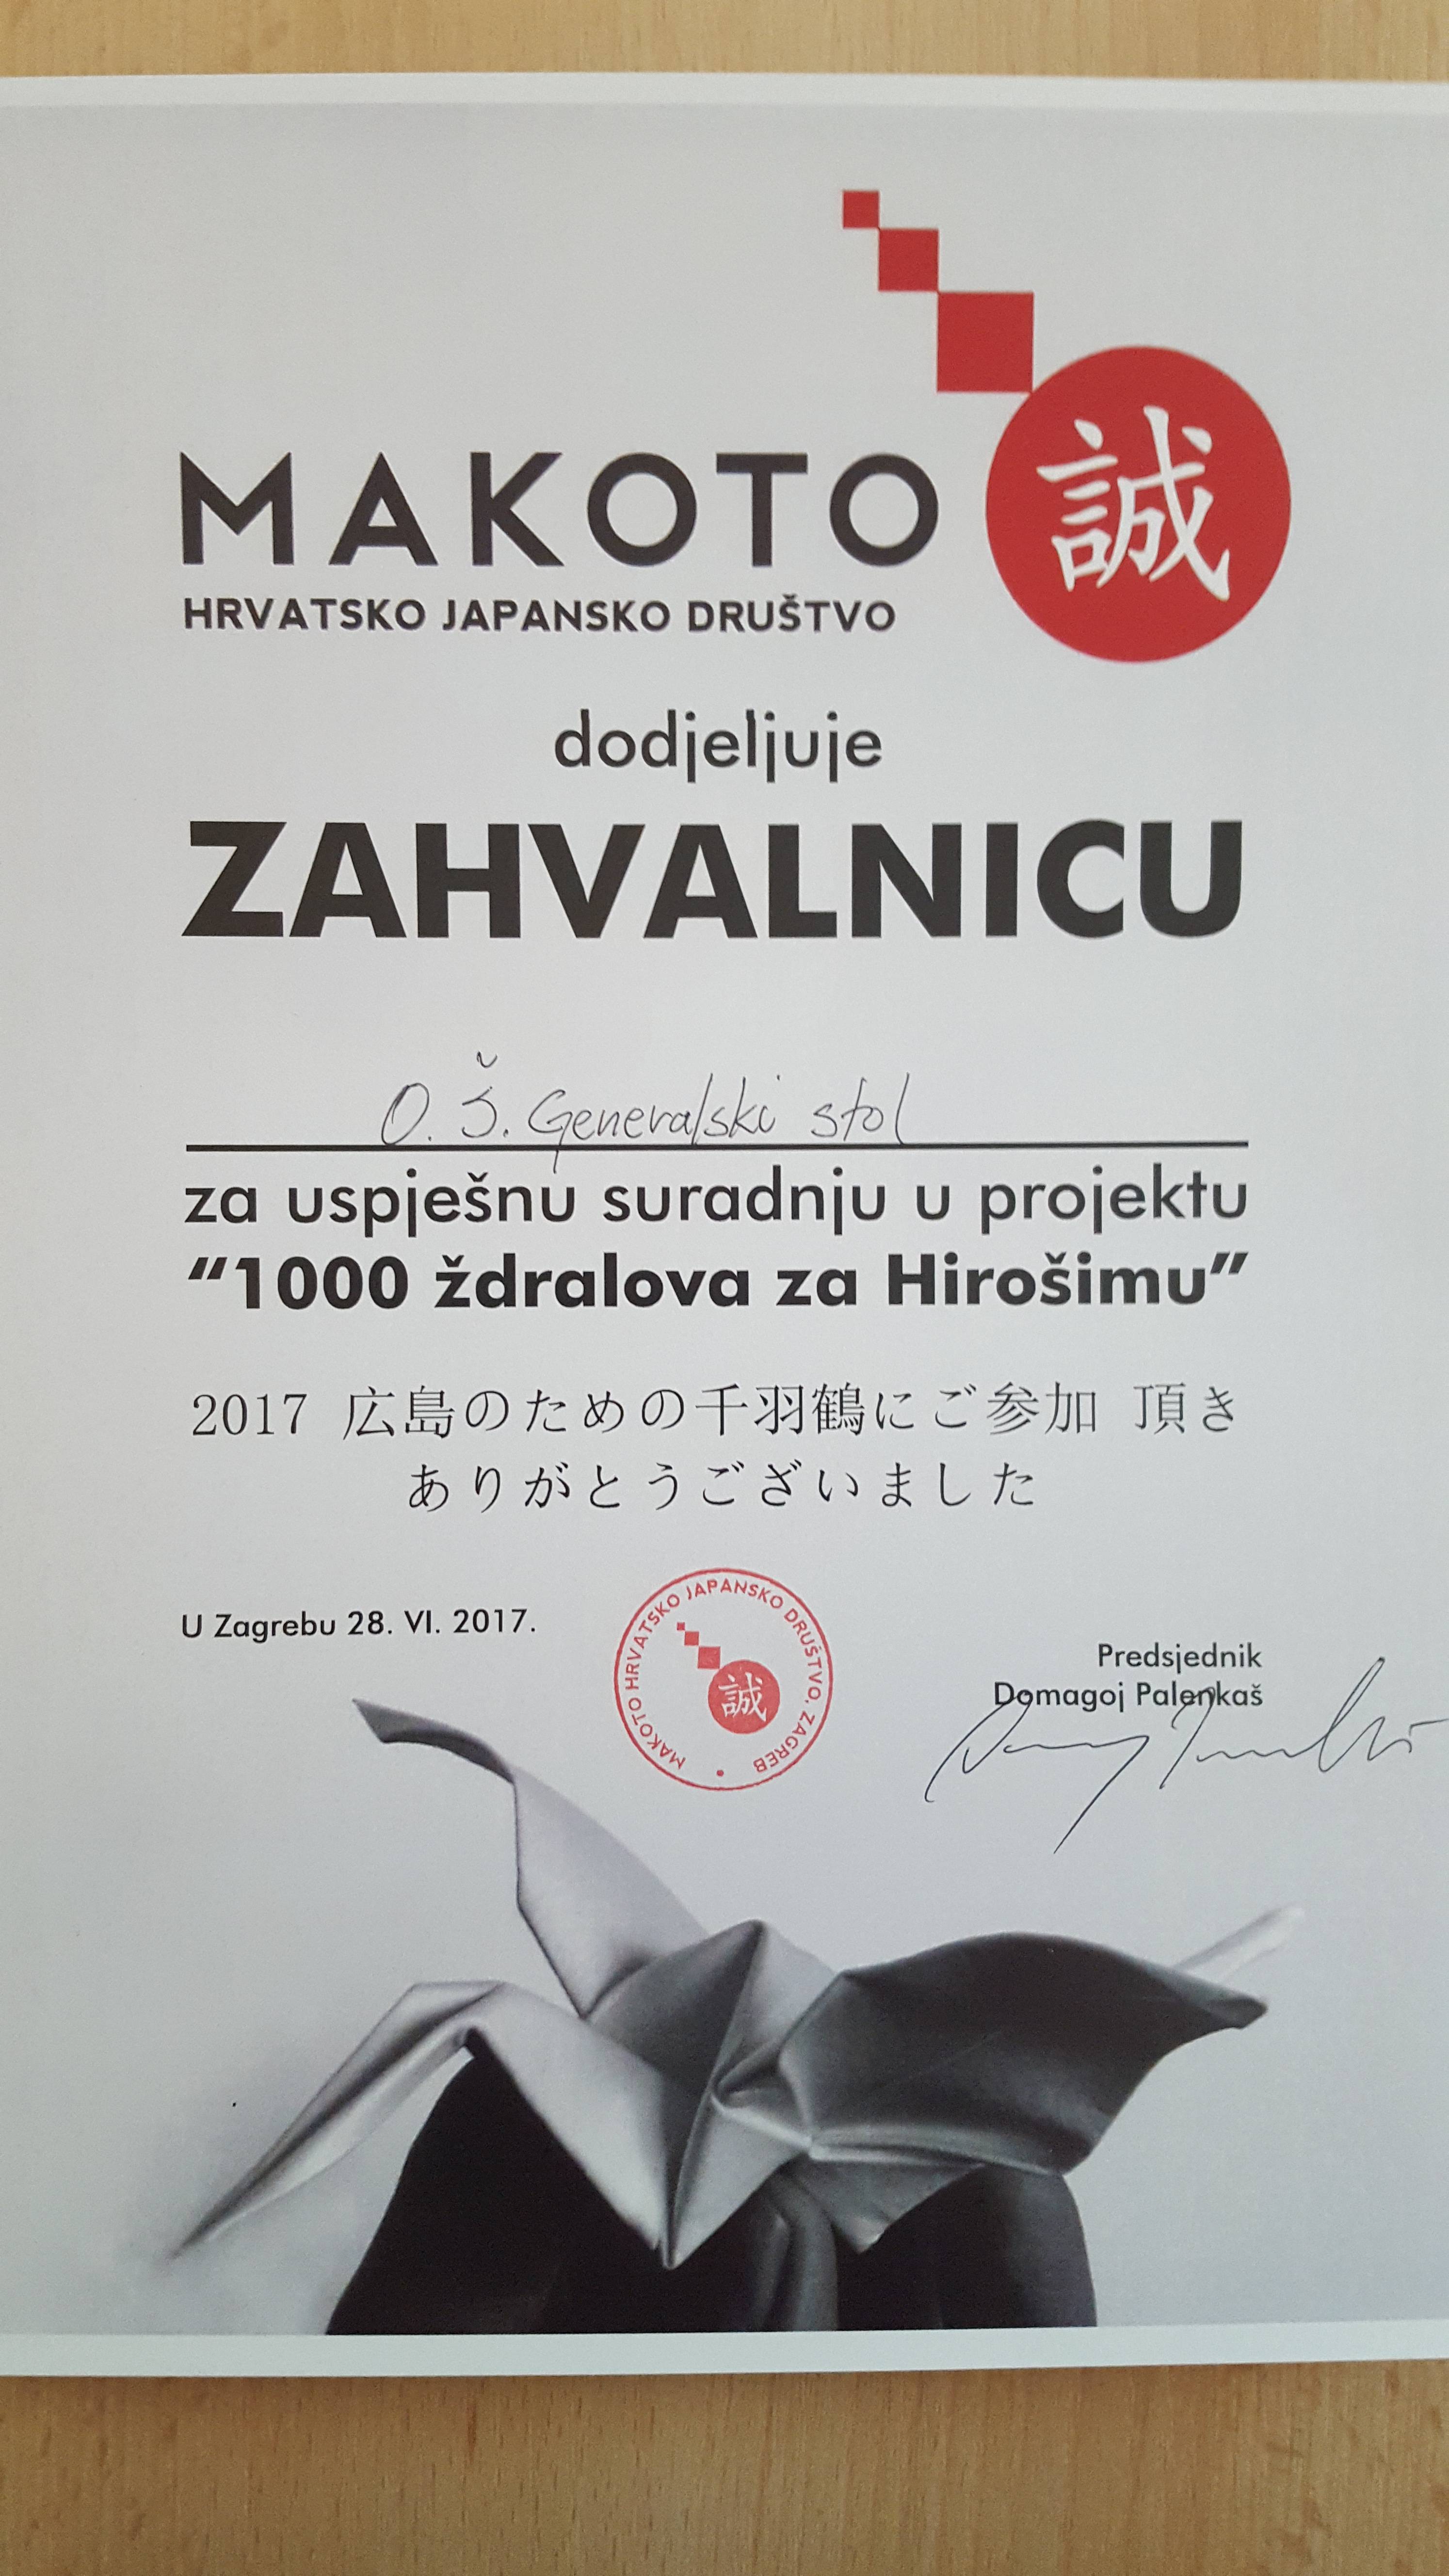 MAKOTO
誠
HRVATSKO JAPANSKO DRUŠTVO
dodjeljuje
ZAHVALNICU
O.Š. Generalski stol
za uspješnu suradnju u projektu
“1000 ždralova za Hirošimu”
2017 広島のための千羽鶴にご参加 頂き
ありがとうございました
U Zagrebu 28. VI. 2017.
MAKOTO HRVATSKO JAPANSKO DRUŠTVO, ZAGREB •
誠
Predsjednik
Domagoj Palenkaš